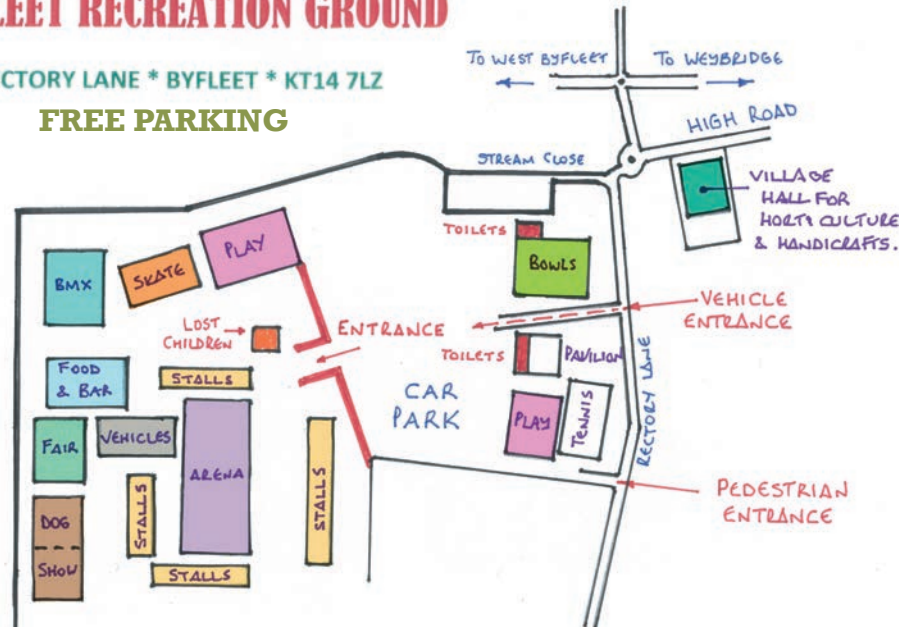 LEET RECREATION GROUND
CTORY LANE * BYFLEET * KT14 7LZ
FREE PARKING
TO WEST BYFLEET
TO WEYBRIDGE
HIGH ROAD
STREAM CLOSE
VILLAGE
HALL FOR
HORTICULTURE
& HANDICRAFTS.
TOILETS
BOWLS
PLAY
SKATE
BMX
VEHICLE
ENTRANCE
LOST
CHILDREN
ENTRANCE
TOILETS
PAVILION
FOOD
& BAR
STALLS
CAR
PARK
PLAY
TENNIS
RECTORY LANE
FAIR
VEHICLES
ARENA
STALLS
STALLS
DOG
SHOW
STALLS
PEDESTRIAN
ENTRANCE